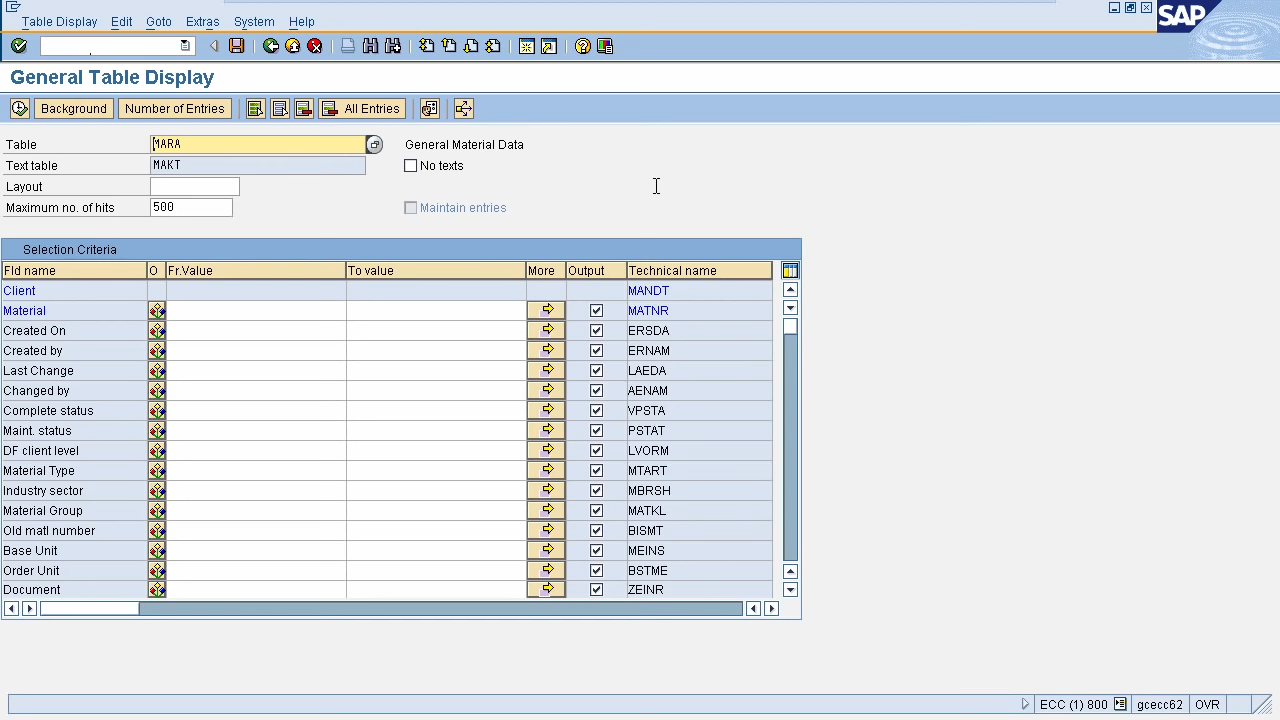 Table Display Edit Goto Extras System Help
SAP
General Table Display
Background Number of Entries All Entries
Table MARA General Material Data
Text table MAKT No texts
Layout
Maximum no. of hits 500 Maintain entries
Selection Criteria
Fld name O Fr.Value To value More Output Technical name
Client MANDT
Material MATNR
Created On ERSDA
Created by ERNAM
Last Change LAEDA
Changed by AENAM
Complete status VPSTA
Maint. status PSTAT
DF client level LVORM
Material Type MTART
Industry sector MBRSH
Material Group MATKL
Old matl number BISMT
Base Unit MEINS
Order Unit BSTME
Document ZEINR
ECC (1) 800 gcecc62 OVR